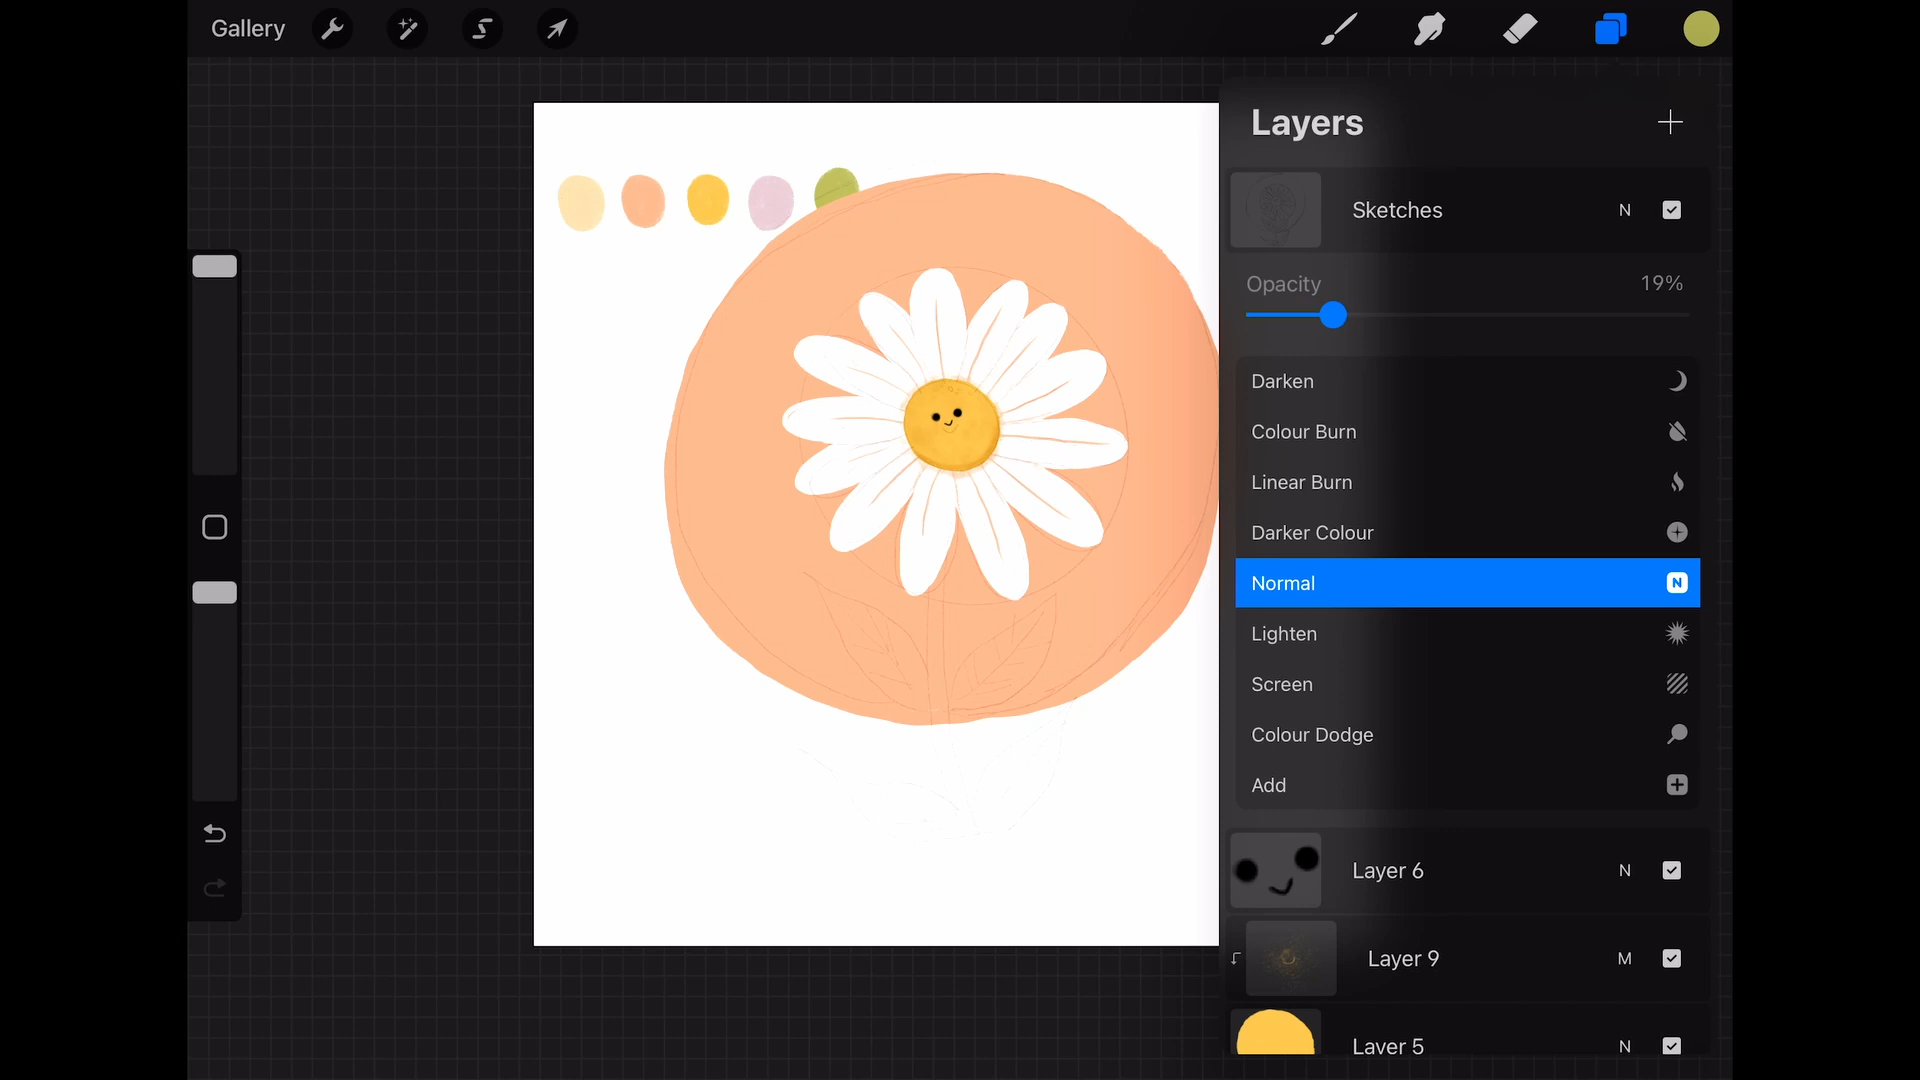 Gallery
Layers
Sketches N
Opacity 19%
Darken
Colour Burn
Linear Burn
Darker Colour
Normal N
Lighten
Screen
Colour Dodge
Add
Layer 6 N
Layer 9 M
Layer 5 N